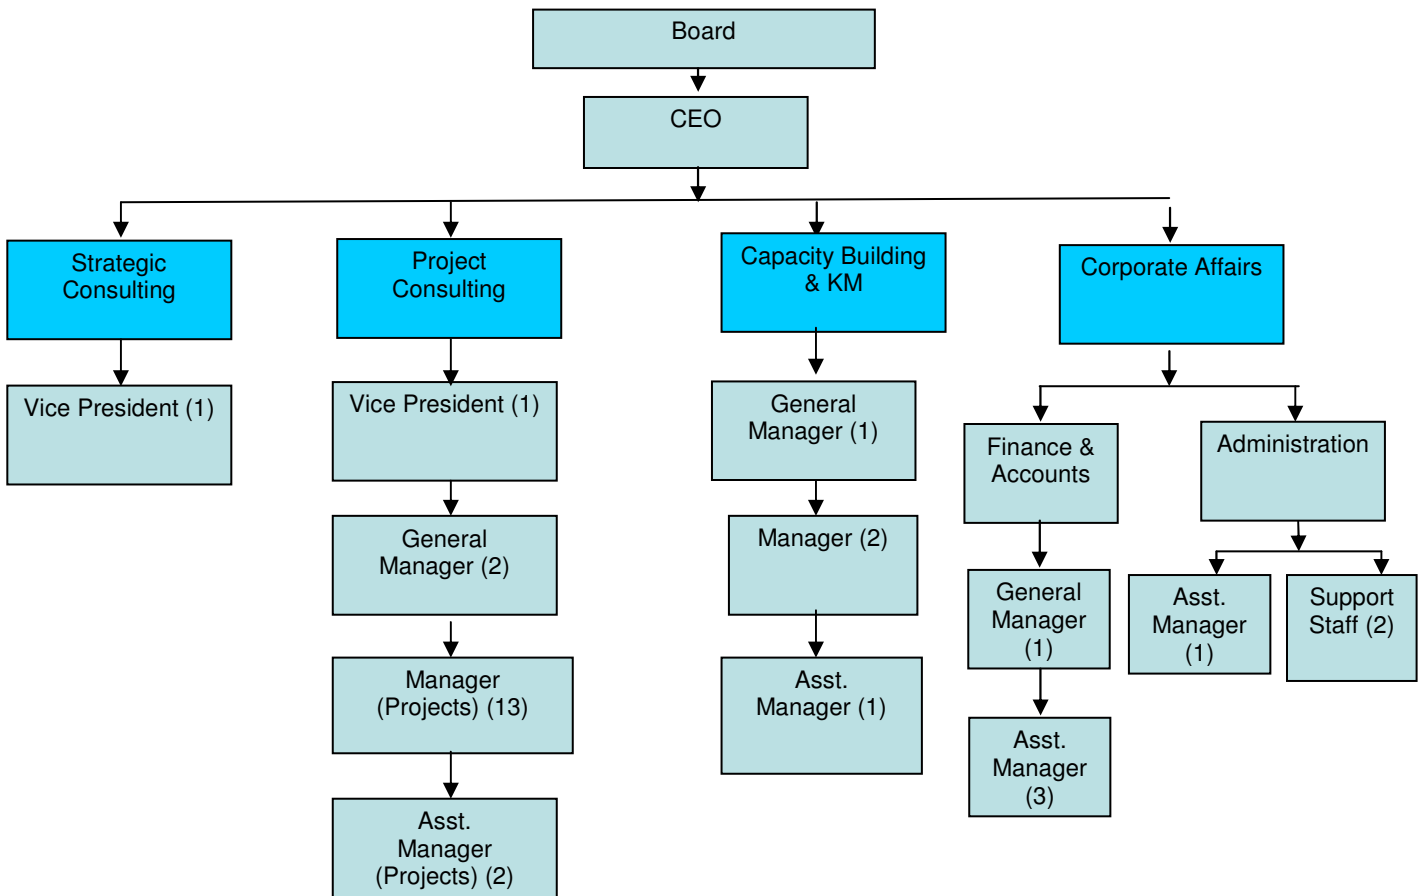 Board
CEO
Strategic
Consulting
Project
Consulting
Capacity Building
& KM
Corporate Affairs
Vice President (1)
Vice President (1)
General
Manager (1)
Finance &
Accounts
Administration
General
Manager (2)
Manager (2)
General
Manager
(1)
Asst.
Manager
(1)
Support
Staff (2)
Manager
(Projects) (13)
Asst.
Manager (1)
Asst.
Manager
(3)
Asst.
Manager
(Projects) (2)